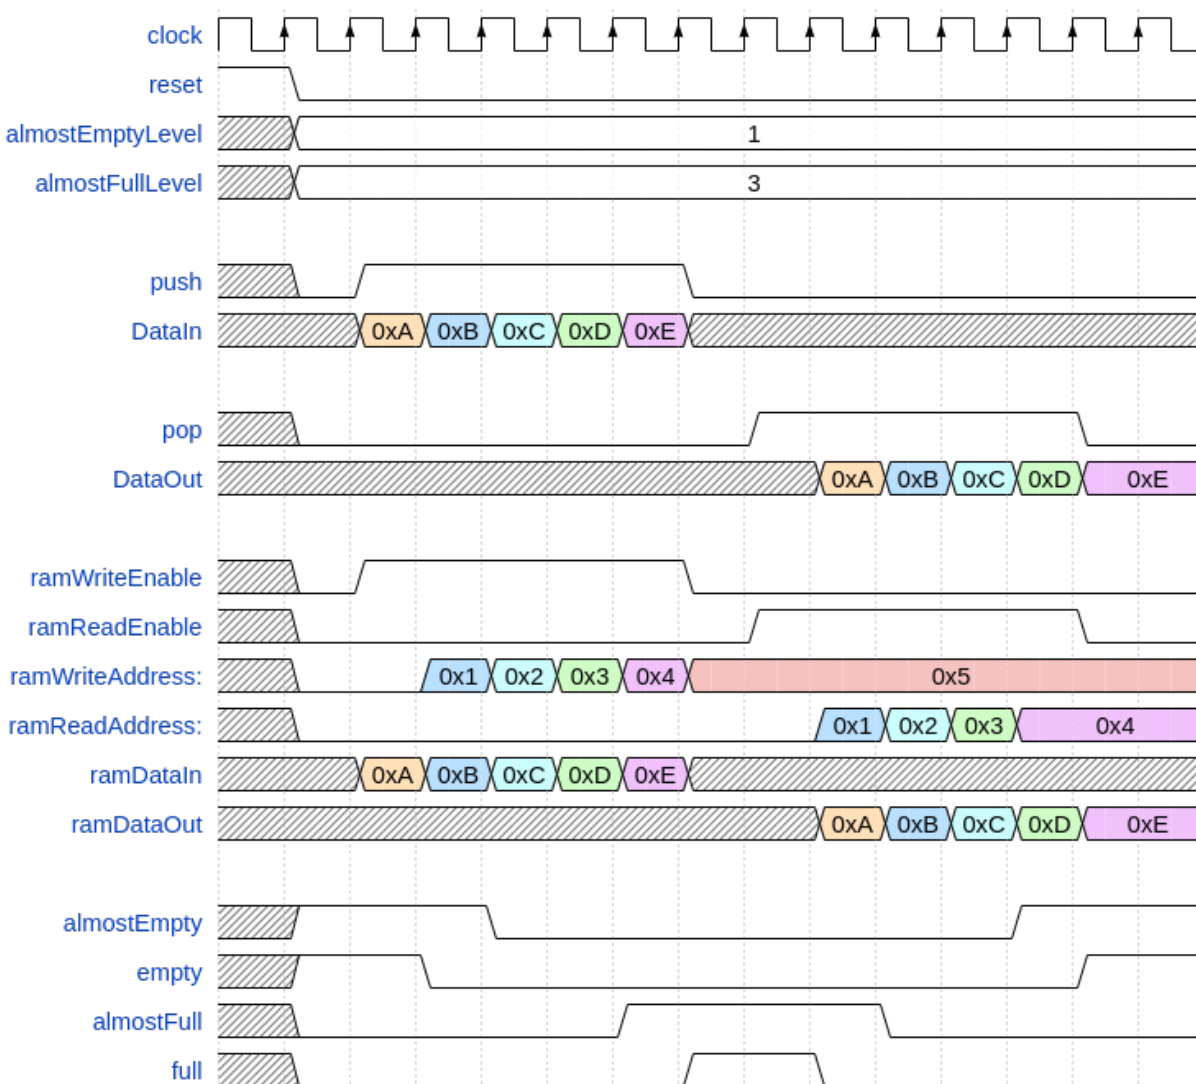 clock
reset
almostEmptyLevel 1
almostFullLevel 3
push
DataIn 0xA 0xB 0xC 0xD 0xE
pop
DataOut 0xA 0xB 0xC 0xD 0xE
ramWriteEnable
ramReadEnable
ramWriteAddress: 0x1 0x2 0x3 0x4 0x5
ramReadAddress: 0x1 0x2 0x3 0x4
ramDataIn 0xA 0xB 0xC 0xD 0xE
ramDataOut 0xA 0xB 0xC 0xD 0xE
almostEmpty
empty
almostFull
full